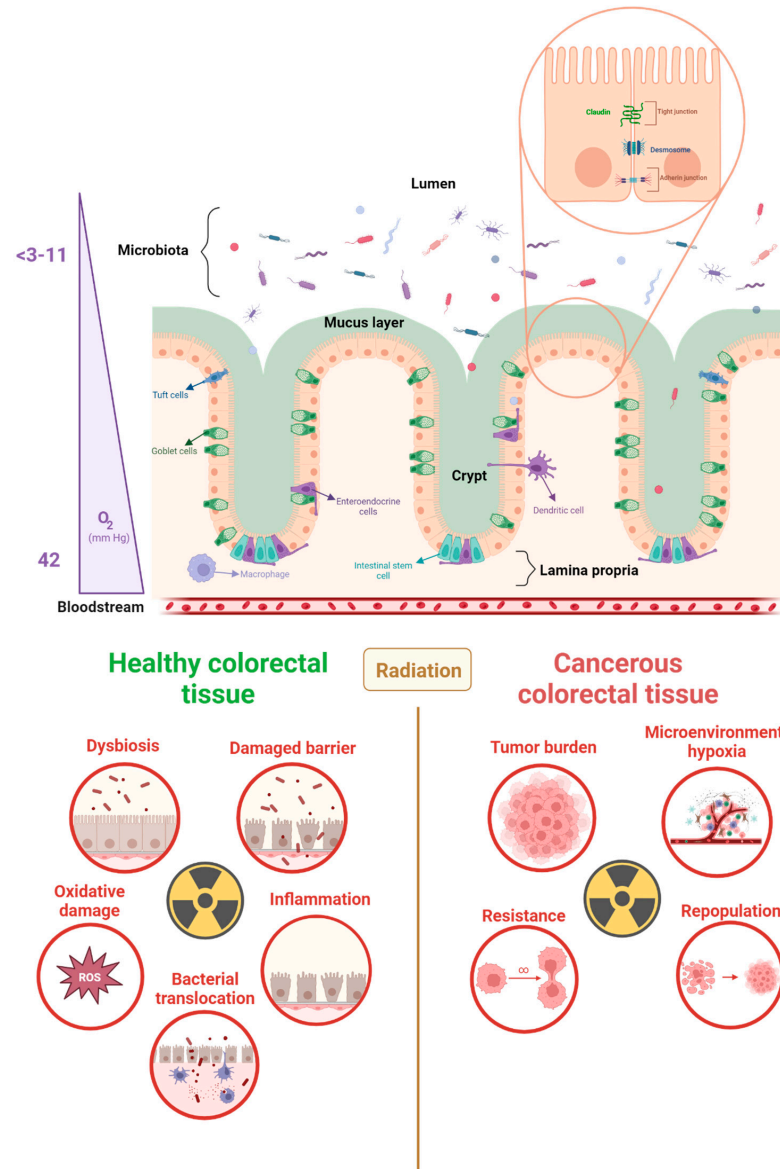 Claudin
Tight junction
Desmosome
Adherin junction
Lumen
<3-11
Microbiota
Mucus layer
Tuft cells
Goblet cells
Crypt
Enteroendocrine
cells
Dendritic cell
O2
(mm Hg)
42
Macrophage
Intestinal stem
cell
Lamina propria
Bloodstream
Healthy colorectal
tissue
Radiation
Cancerous
colorectal tissue
Dysbiosis
Damaged barrier
Tumor burden
Microenvironment
hypoxia
Oxidative
damage
ROS
Inflammation
Bacterial
translocation
Resistance
∞
Repopulation